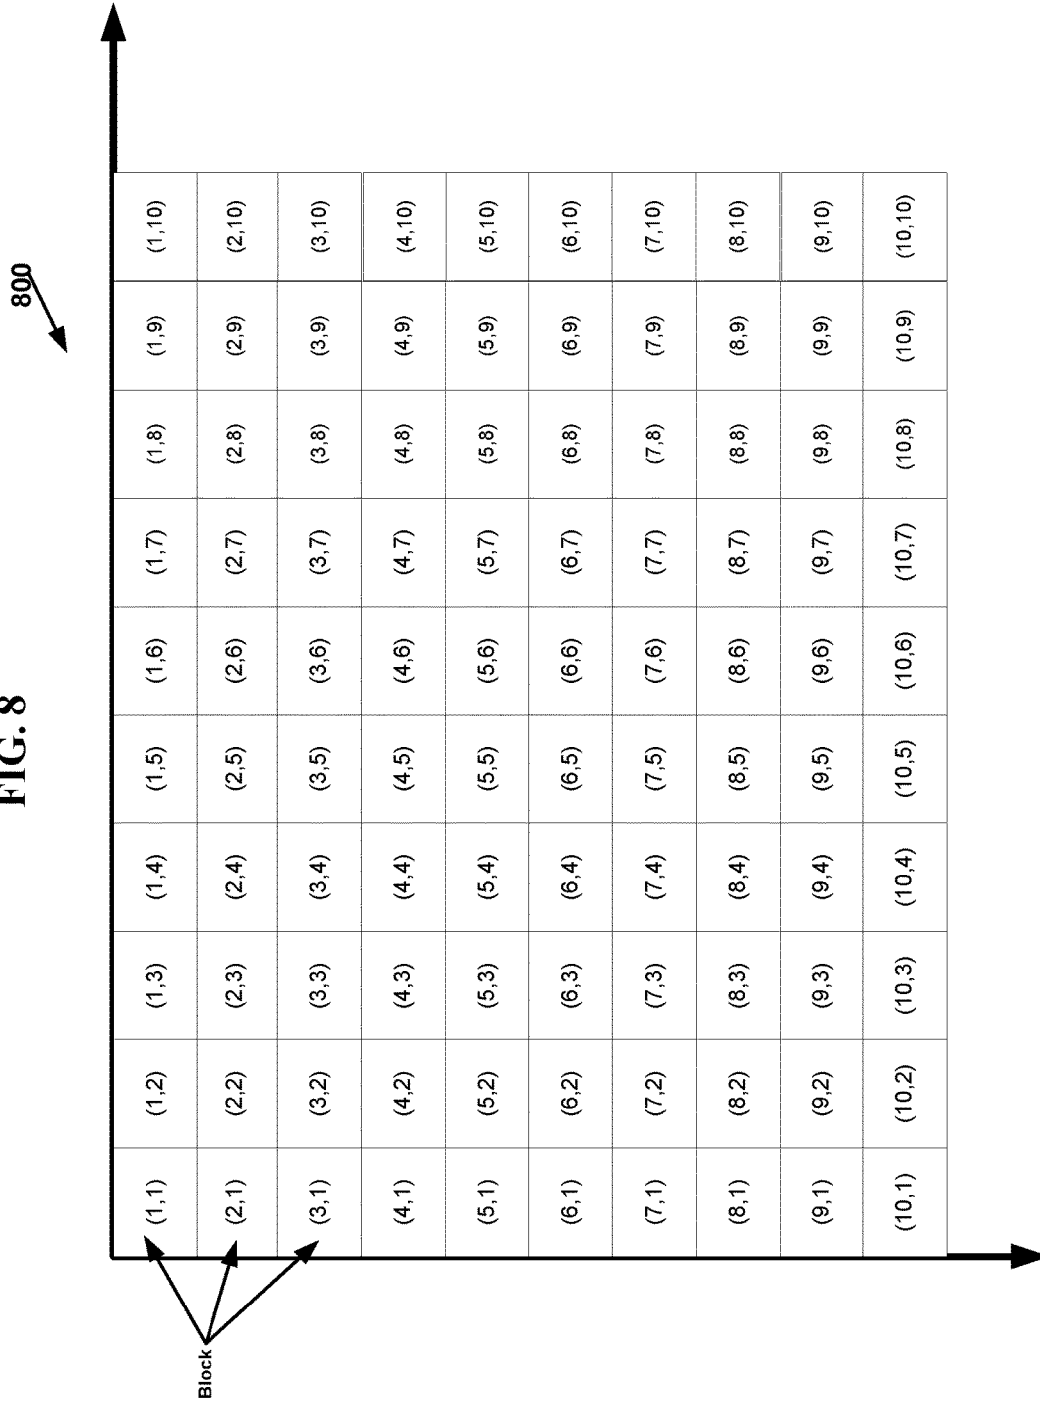 FIG. 8
800
(1,1) (1,2) (1,3) (1,4) (1,5) (1,6) (1,7) (1,8) (1,9) (1,10)
(2,1) (2,2) (2,3) (2,4) (2,5) (2,6) (2,7) (2,8) (2,9) (2,10)
(3,1) (3,2) (3,3) (3,4) (3,5) (3,6) (3,7) (3,8) (3,9) (3,10)
(4,1) (4,2) (4,3) (4,4) (4,5) (4,6) (4,7) (4,8) (4,9) (4,10)
(5,1) (5,2) (5,3) (5,4) (5,5) (5,6) (5,7) (5,8) (5,9) (5,10)
(6,1) (6,2) (6,3) (6,4) (6,5) (6,6) (6,7) (6,8) (6,9) (6,10)
(7,1) (7,2) (7,3) (7,4) (7,5) (7,6) (7,7) (7,8) (7,9) (7,10)
(8,1) (8,2) (8,3) (8,4) (8,5) (8,6) (8,7) (8,8) (8,9) (8,10)
(9,1) (9,2) (9,3) (9,4) (9,5) (9,6) (9,7) (9,8) (9,9) (9,10)
(10,1) (10,2) (10,3) (10,4) (10,5) (10,6) (10,7) (10,8) (10,9) (10,10)
Block